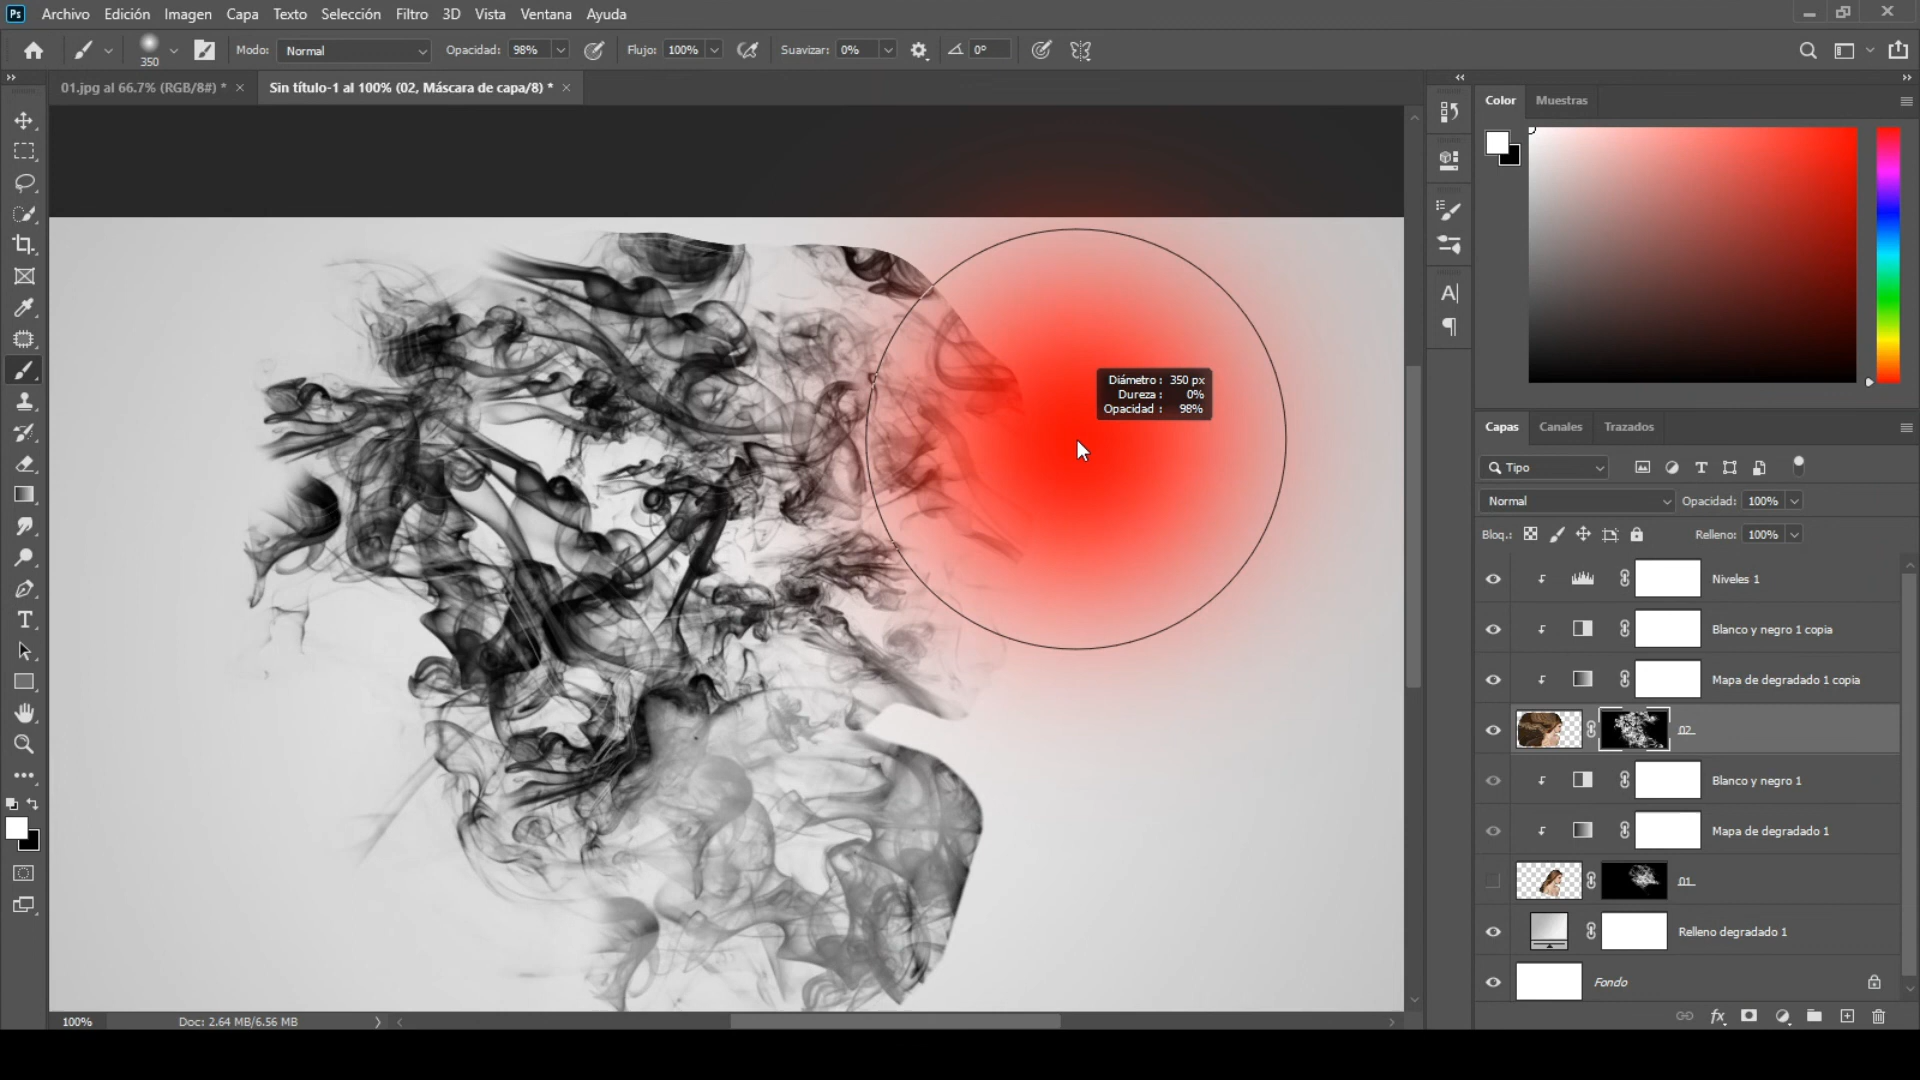 Ps Archivo Edición Imagen Capa Texto Selección Filtro 3D Vista Ventana Ayuda
350 Modo: Normal Opacidad: 98% Flujo: 100% Suavizar: 0% 0°
01.jpg al 66.7% (RGB/8#) * Sin título-1 al 100% (02, Máscara de capa/8) *
Color Muestras
Diámetro : 350 px
Dureza : 0%
Opacidad : 98%
Capas Canales Trazados
Tipo
Normal Opacidad: 100%
Bloq.: Relleno: 100%
Niveles 1
Blanco y negro 1 copia
Mapa de degradado 1 copia
02
Blanco y negro 1
Mapa de degradado 1
01
Relleno degradado 1
Fondo
100% Doc: 2.64 MB/6.56 MB